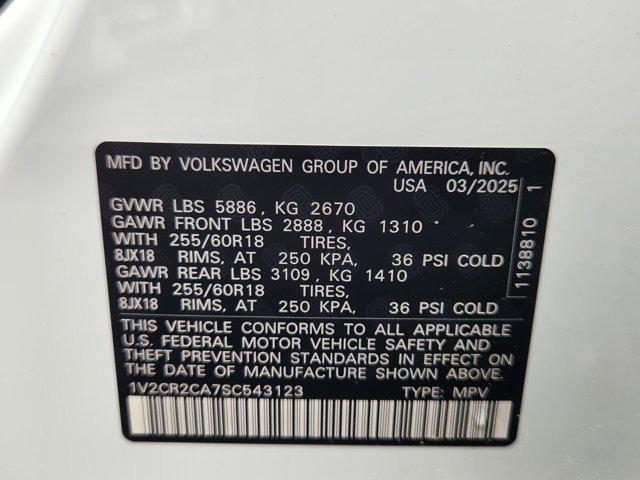 MFD BY VOLKSWAGEN GROUP OF AMERICA, INC.
USA 03/2025
GVWR LBS 5886, KG 2670
GAWR FRONT LBS 2888, KG 1310
WITH 255/60R18 TIRES,
8JX18 RIMS, AT 250 KPA, 36 PSI COLD
GAWR REAR LBS 3109, KG 1410
WITH 255/60R18 TIRES,
8JX18 RIMS, AT 250 KPA, 36 PSI COLD
THIS VEHICLE CONFORMS TO ALL APPLICABLE
U.S. FEDERAL MOTOR VEHICLE SAFETY AND
THEFT PREVENTION STANDARDS IN EFFECT
ON THE DATE OF MANUFACTURE SHOWN ABOVE.
1V2CR2CA7SC543123 TYPE: MPV
1138810 1